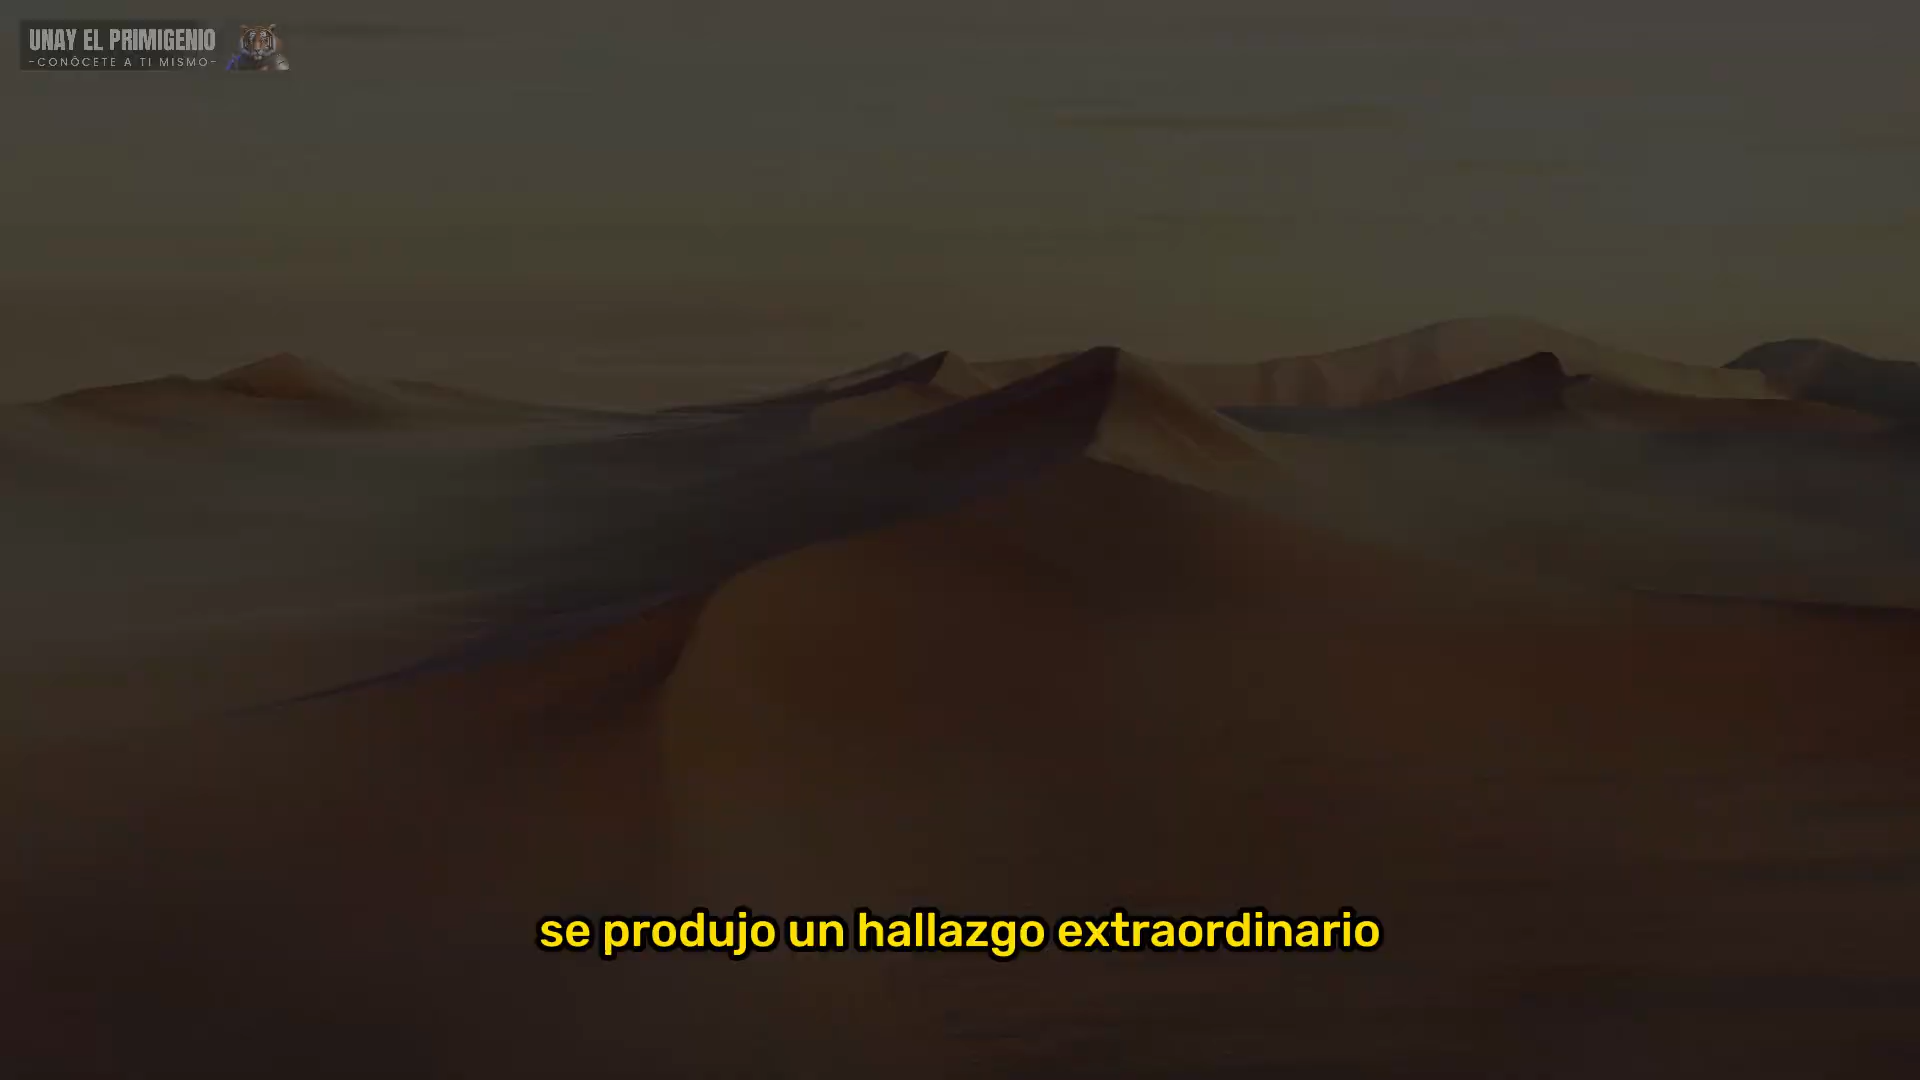 UNAY EL PRIMIGENIO
-CONÓCETE A TI MISMO-
se produjo un hallazgo extraordinario